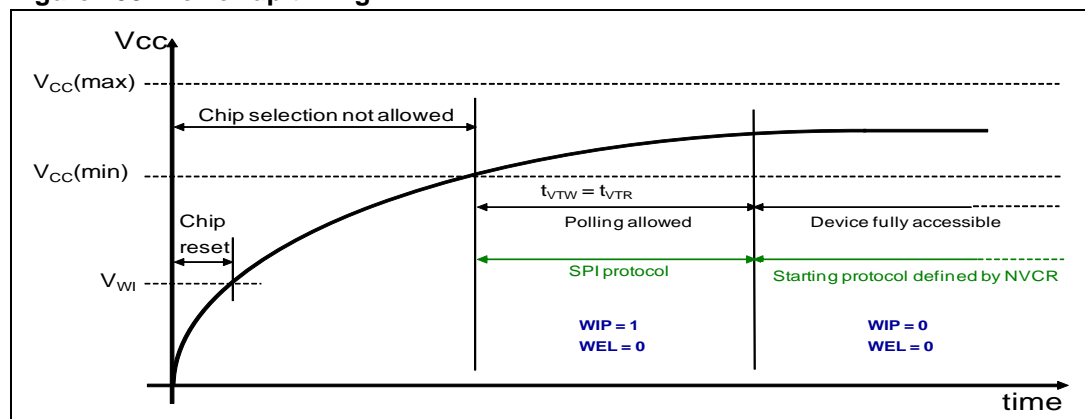 Vcc
VCC(max)
Chip selection not allowed
VCC(min)
tVTW = tVTR
Polling allowed
Device fully accessible
Chip
reset
SPI protocol
Starting protocol defined by NVCR
VWI
WIP = 1
WEL = 0
WIP = 0
WEL = 0
time